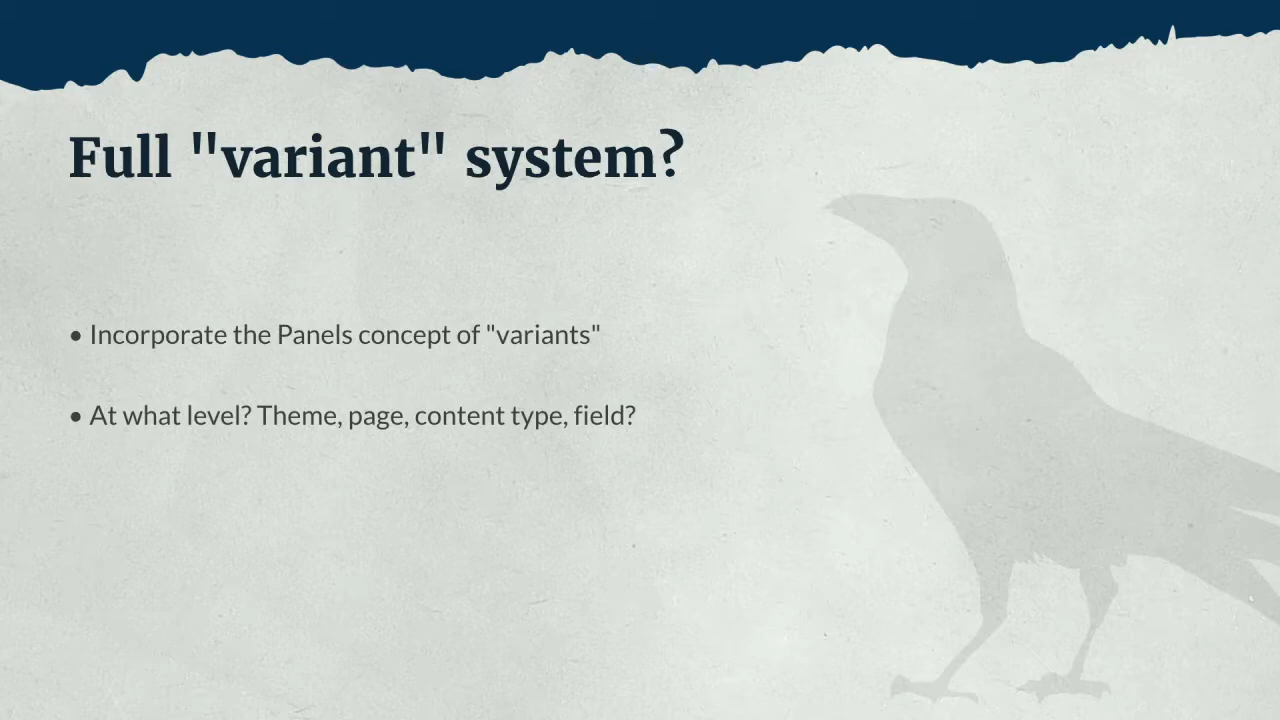 Full "variant" system?
• Incorporate the Panels concept of "variants"
• At what level? Theme, page, content type, field?